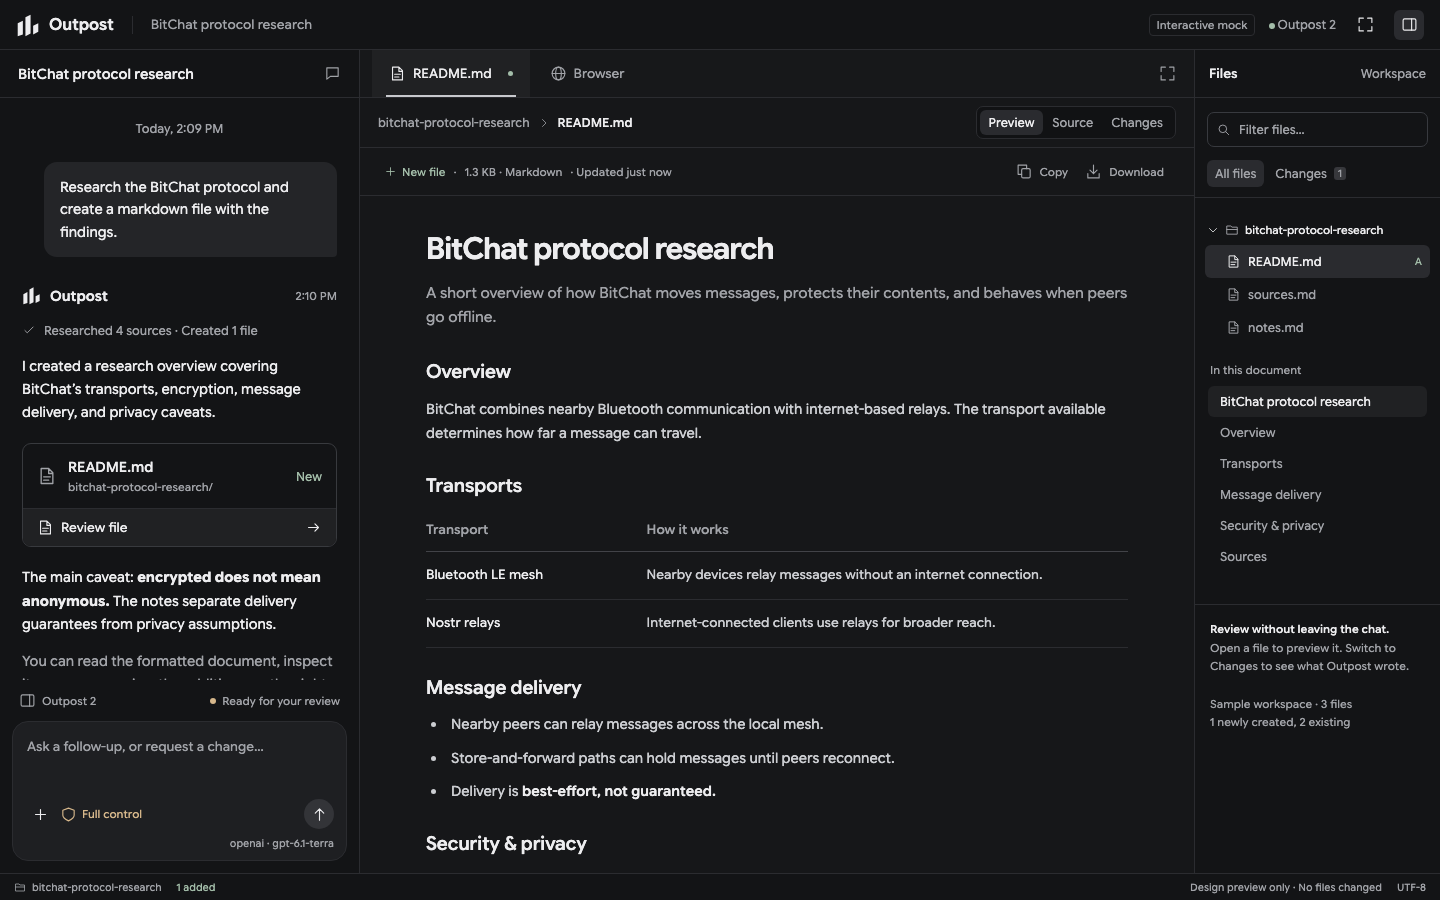 Outpost
BitChat protocol research
Interactive mock
Outpost 2
BitChat protocol research
Today, 2:09 PM
Research the BitChat protocol and
create a markdown file with the
findings.
Outpost
2:10 PM
Researched 4 sources · Created 1 file
I created a research overview covering
BitChat's transports, encryption, message
delivery, and privacy caveats.
README.md
bitchat-protocol-research/
New
Review file
The main caveat: encrypted does not mean
anonymous. The notes separate delivery
guarantees from privacy assumptions.
You can read the formatted document, inspect
Outpost 2
Ready for your review
Ask a follow-up, or request a change...
Full control
openai · gpt-6.1-terra
README.md
Browser
bitchat-protocol-research
README.md
Preview
Source
Changes
New file · 1.3 KB · Markdown · Updated just now
Copy
Download
BitChat protocol research
A short overview of how BitChat moves messages, protects their contents, and behaves when peers
go offline.
Overview
BitChat combines nearby Bluetooth communication with internet-based relays. The transport available
determines how far a message can travel.
Transports
Transport
How it works
Bluetooth LE mesh
Nearby devices relay messages without an internet connection.
Nostr relays
Internet-connected clients use relays for broader reach.
Message delivery
• Nearby peers can relay messages across the local mesh.
• Store-and-forward paths can hold messages until peers reconnect.
• Delivery is best-effort, not guaranteed.
Security & privacy
Files
Workspace
Filter files...
All files
Changes 1
bitchat-protocol-research
README.md
A
sources.md
notes.md
In this document
BitChat protocol research
Overview
Transports
Message delivery
Security & privacy
Sources
Review without leaving the chat.
Open a file to preview it. Switch to
Changes to see what Outpost wrote.
Sample workspace · 3 files
1 newly created, 2 existing
bitchat-protocol-research
1 added
Design preview only · No files changed
UTF-8